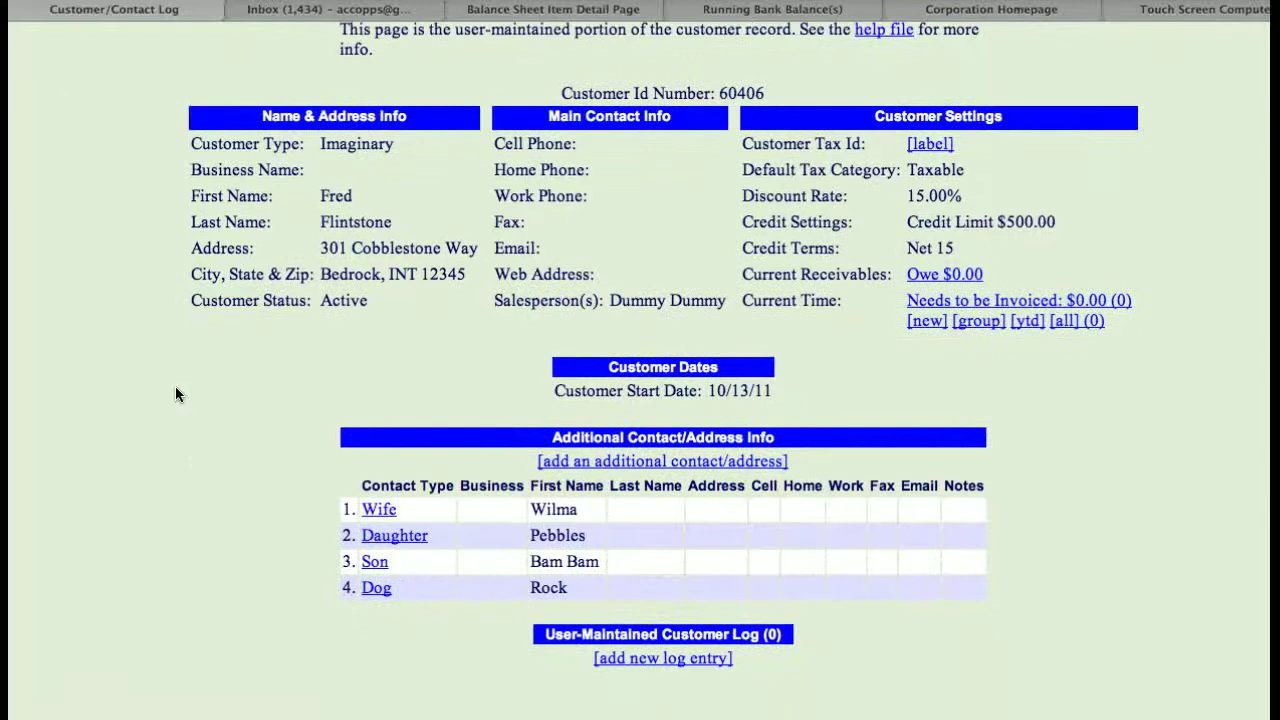 Customer/Contact Log Inbox (1,434) - accopps@g... Balance Sheet Item Detail Page Running Bank Balance(s) Corporation Homepage Touch Screen Compute
This page is the user-maintained portion of the customer record. See the help file for more
info.
Customer Id Number: 60406
Name & Address Info Main Contact Info Customer Settings
Customer Type: Imaginary Cell Phone: Customer Tax Id: [label]
Business Name: Home Phone: Default Tax Category: Taxable
First Name: Fred Work Phone: Discount Rate: 15.00%
Last Name: Flintstone Fax: Credit Settings: Credit Limit $500.00
Address: 301 Cobblestone Way Email: Credit Terms: Net 15
City, State & Zip: Bedrock, INT 12345 Web Address: Current Receivables: Owe $0.00
Customer Status: Active Salesperson(s): Dummy Dummy Current Time: Needs to be Invoiced: $0.00 (0)
[new] [group] [ytd] [all] (0)
Customer Dates
Customer Start Date: 10/13/11
Additional Contact/Address Info
[add an additional contact/address]
Contact Type Business First Name Last Name Address Cell Home Work Fax Email Notes
1. Wife Wilma
2. Daughter Pebbles
3. Son Bam Bam
4. Dog Rock
User-Maintained Customer Log (0)
[add new log entry]